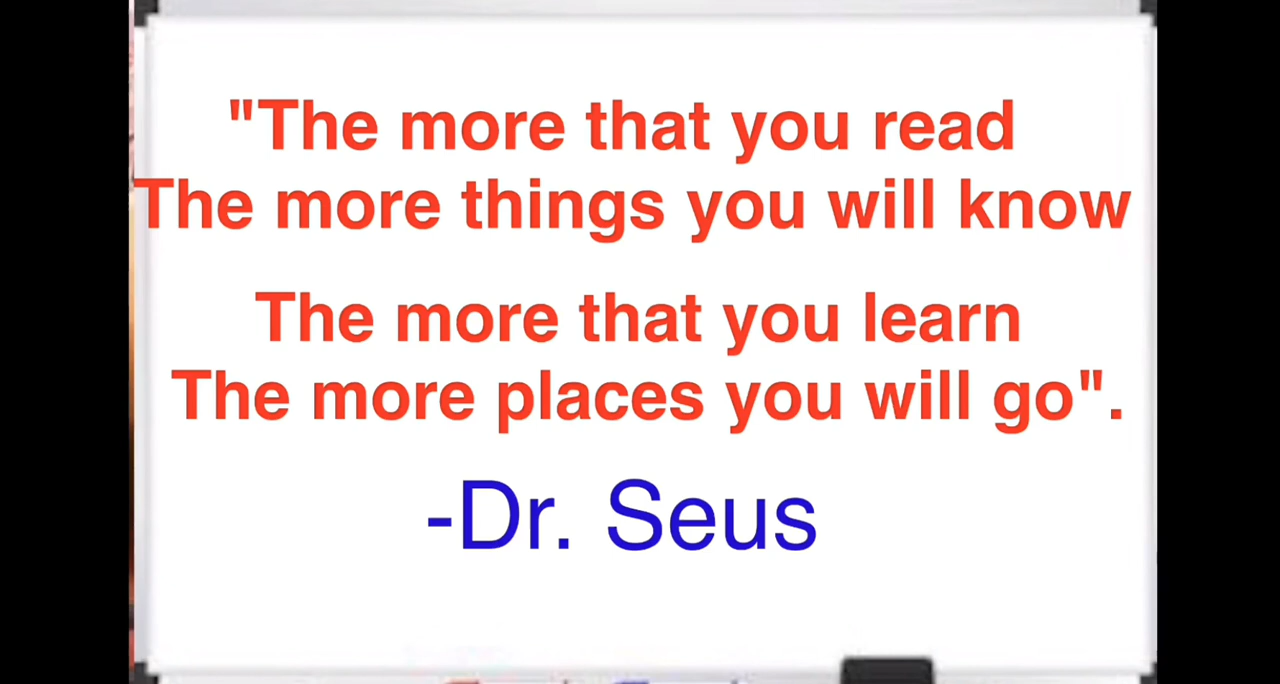 "The more that you read
The more things you will know
The more that you learn
The more places you will go".
-Dr. Seus